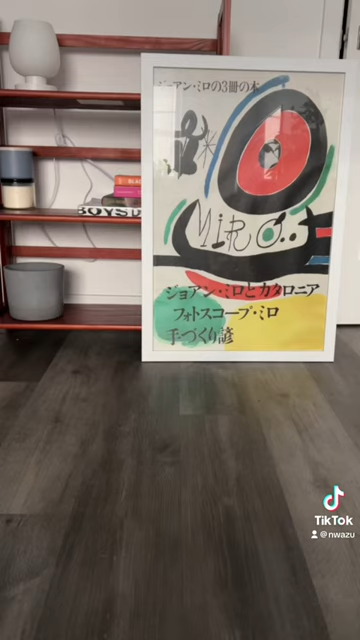 ジョアン・ミロの3冊の本
MIRÓ..
ジョアン・ミロとカタロニア
フォトスコープ・ミロ
手づくり諺
BOYS
TikTok
@nwazu